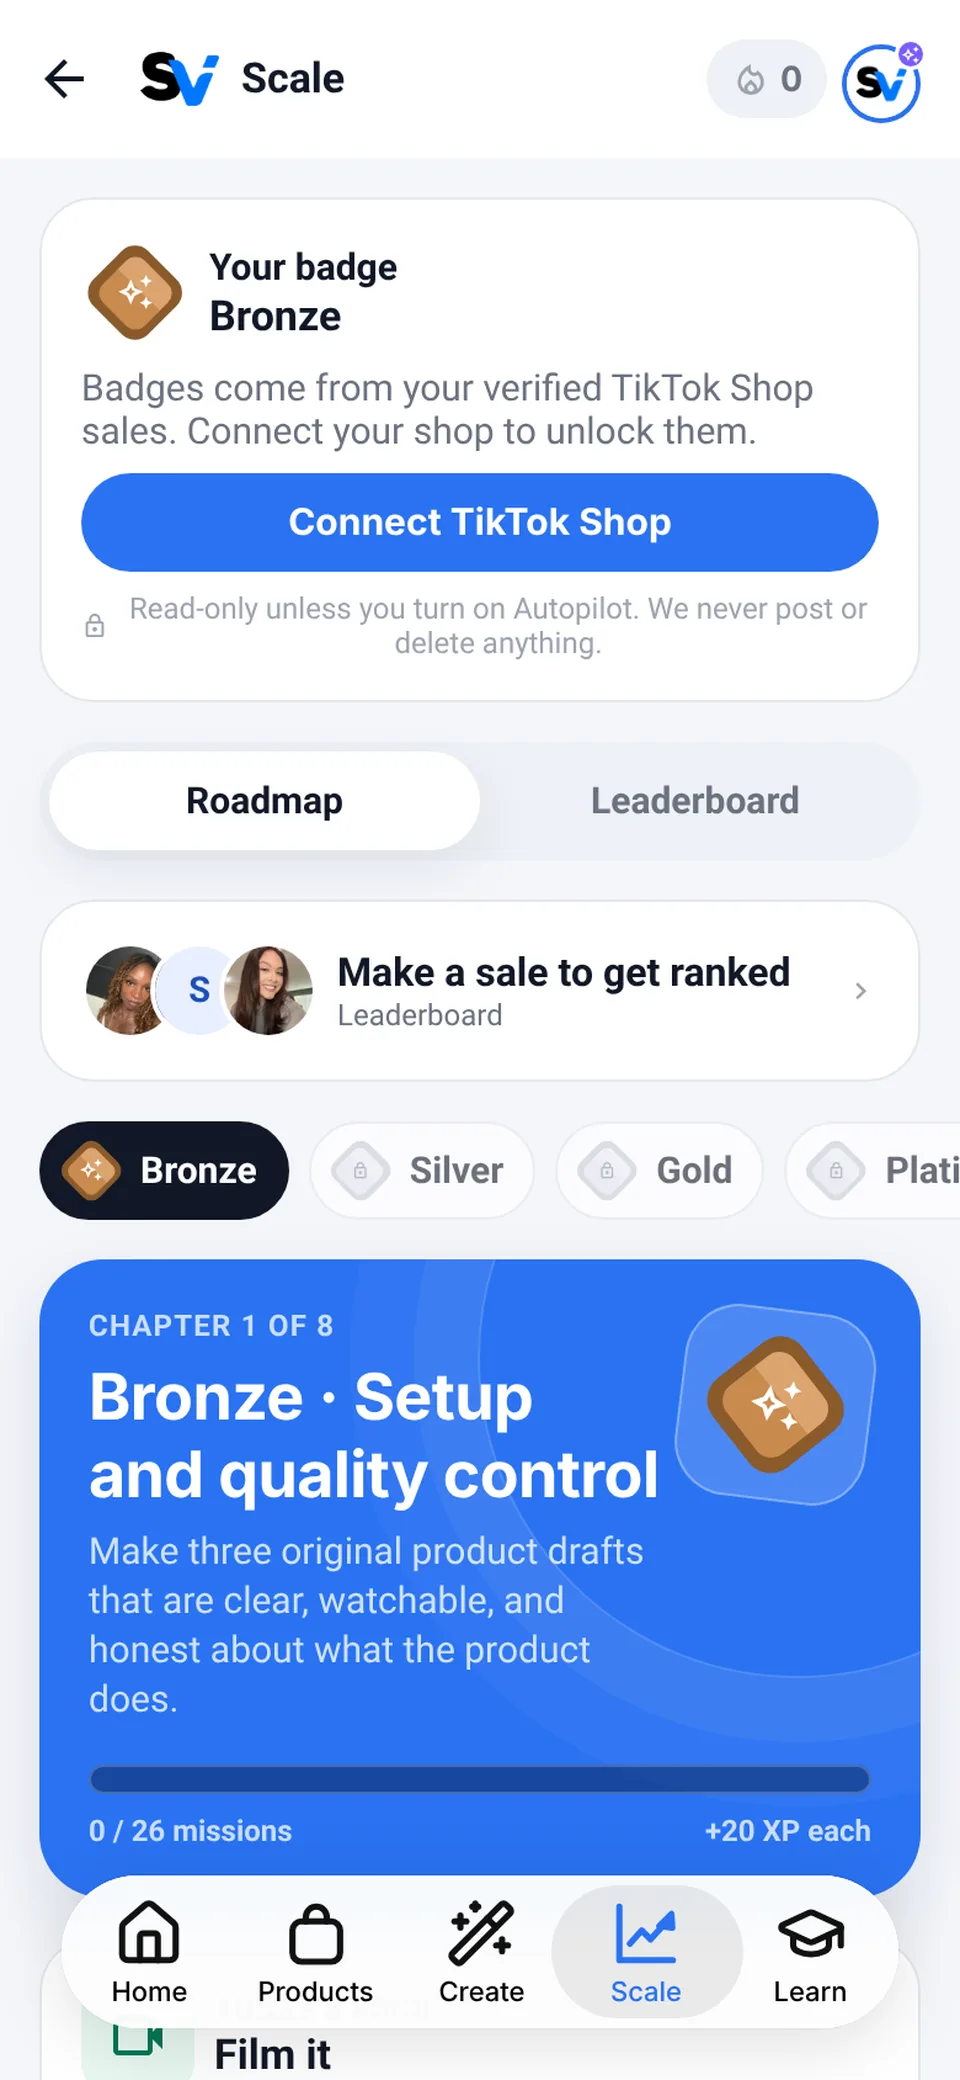 SV Scale
0
SV
Your badge
Bronze
Badges come from your verified TikTok Shop
sales. Connect your shop to unlock them.
Connect TikTok Shop
Read-only unless you turn on Autopilot. We never post or
delete anything.
Roadmap
Leaderboard
S
Make a sale to get ranked
Leaderboard
Bronze
Silver
Gold
Plati
CHAPTER 1 OF 8
Bronze · Setup
and quality control
Make three original product drafts
that are clear, watchable, and
honest about what the product
does.
0 / 26 missions
+20 XP each
Home
Products
Create
Scale
Learn
Film it